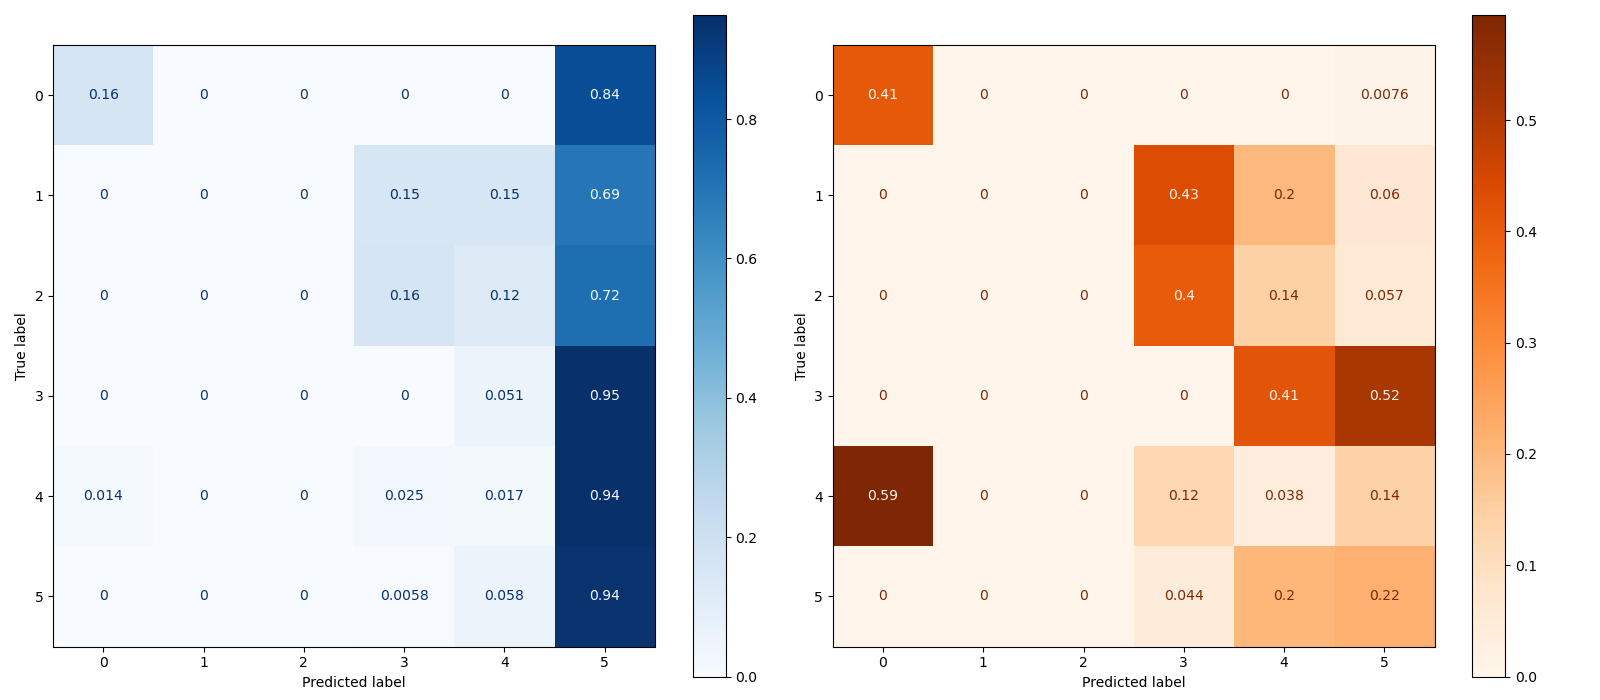 0 0.16 0 0 0 0 0.84
1 0 0 0 0.15 0.15 0.69
2 0 0 0 0.16 0.12 0.72
3 0 0 0 0 0.051 0.95
4 0.014 0 0 0.025 0.017 0.94
5 0 0 0 0.0058 0.058 0.94
0 1 2 3 4 5
True label
Predicted label
0.8
0.6
0.4
0.2
0.0
0 0.41 0 0 0 0 0.0076
1 0 0 0 0.43 0.2 0.06
2 0 0 0 0.4 0.14 0.057
3 0 0 0 0 0.41 0.52
4 0.59 0 0 0.12 0.038 0.14
5 0 0 0 0.044 0.2 0.22
0 1 2 3 4 5
True label
Predicted label
0.5
0.4
0.3
0.2
0.1
0.0